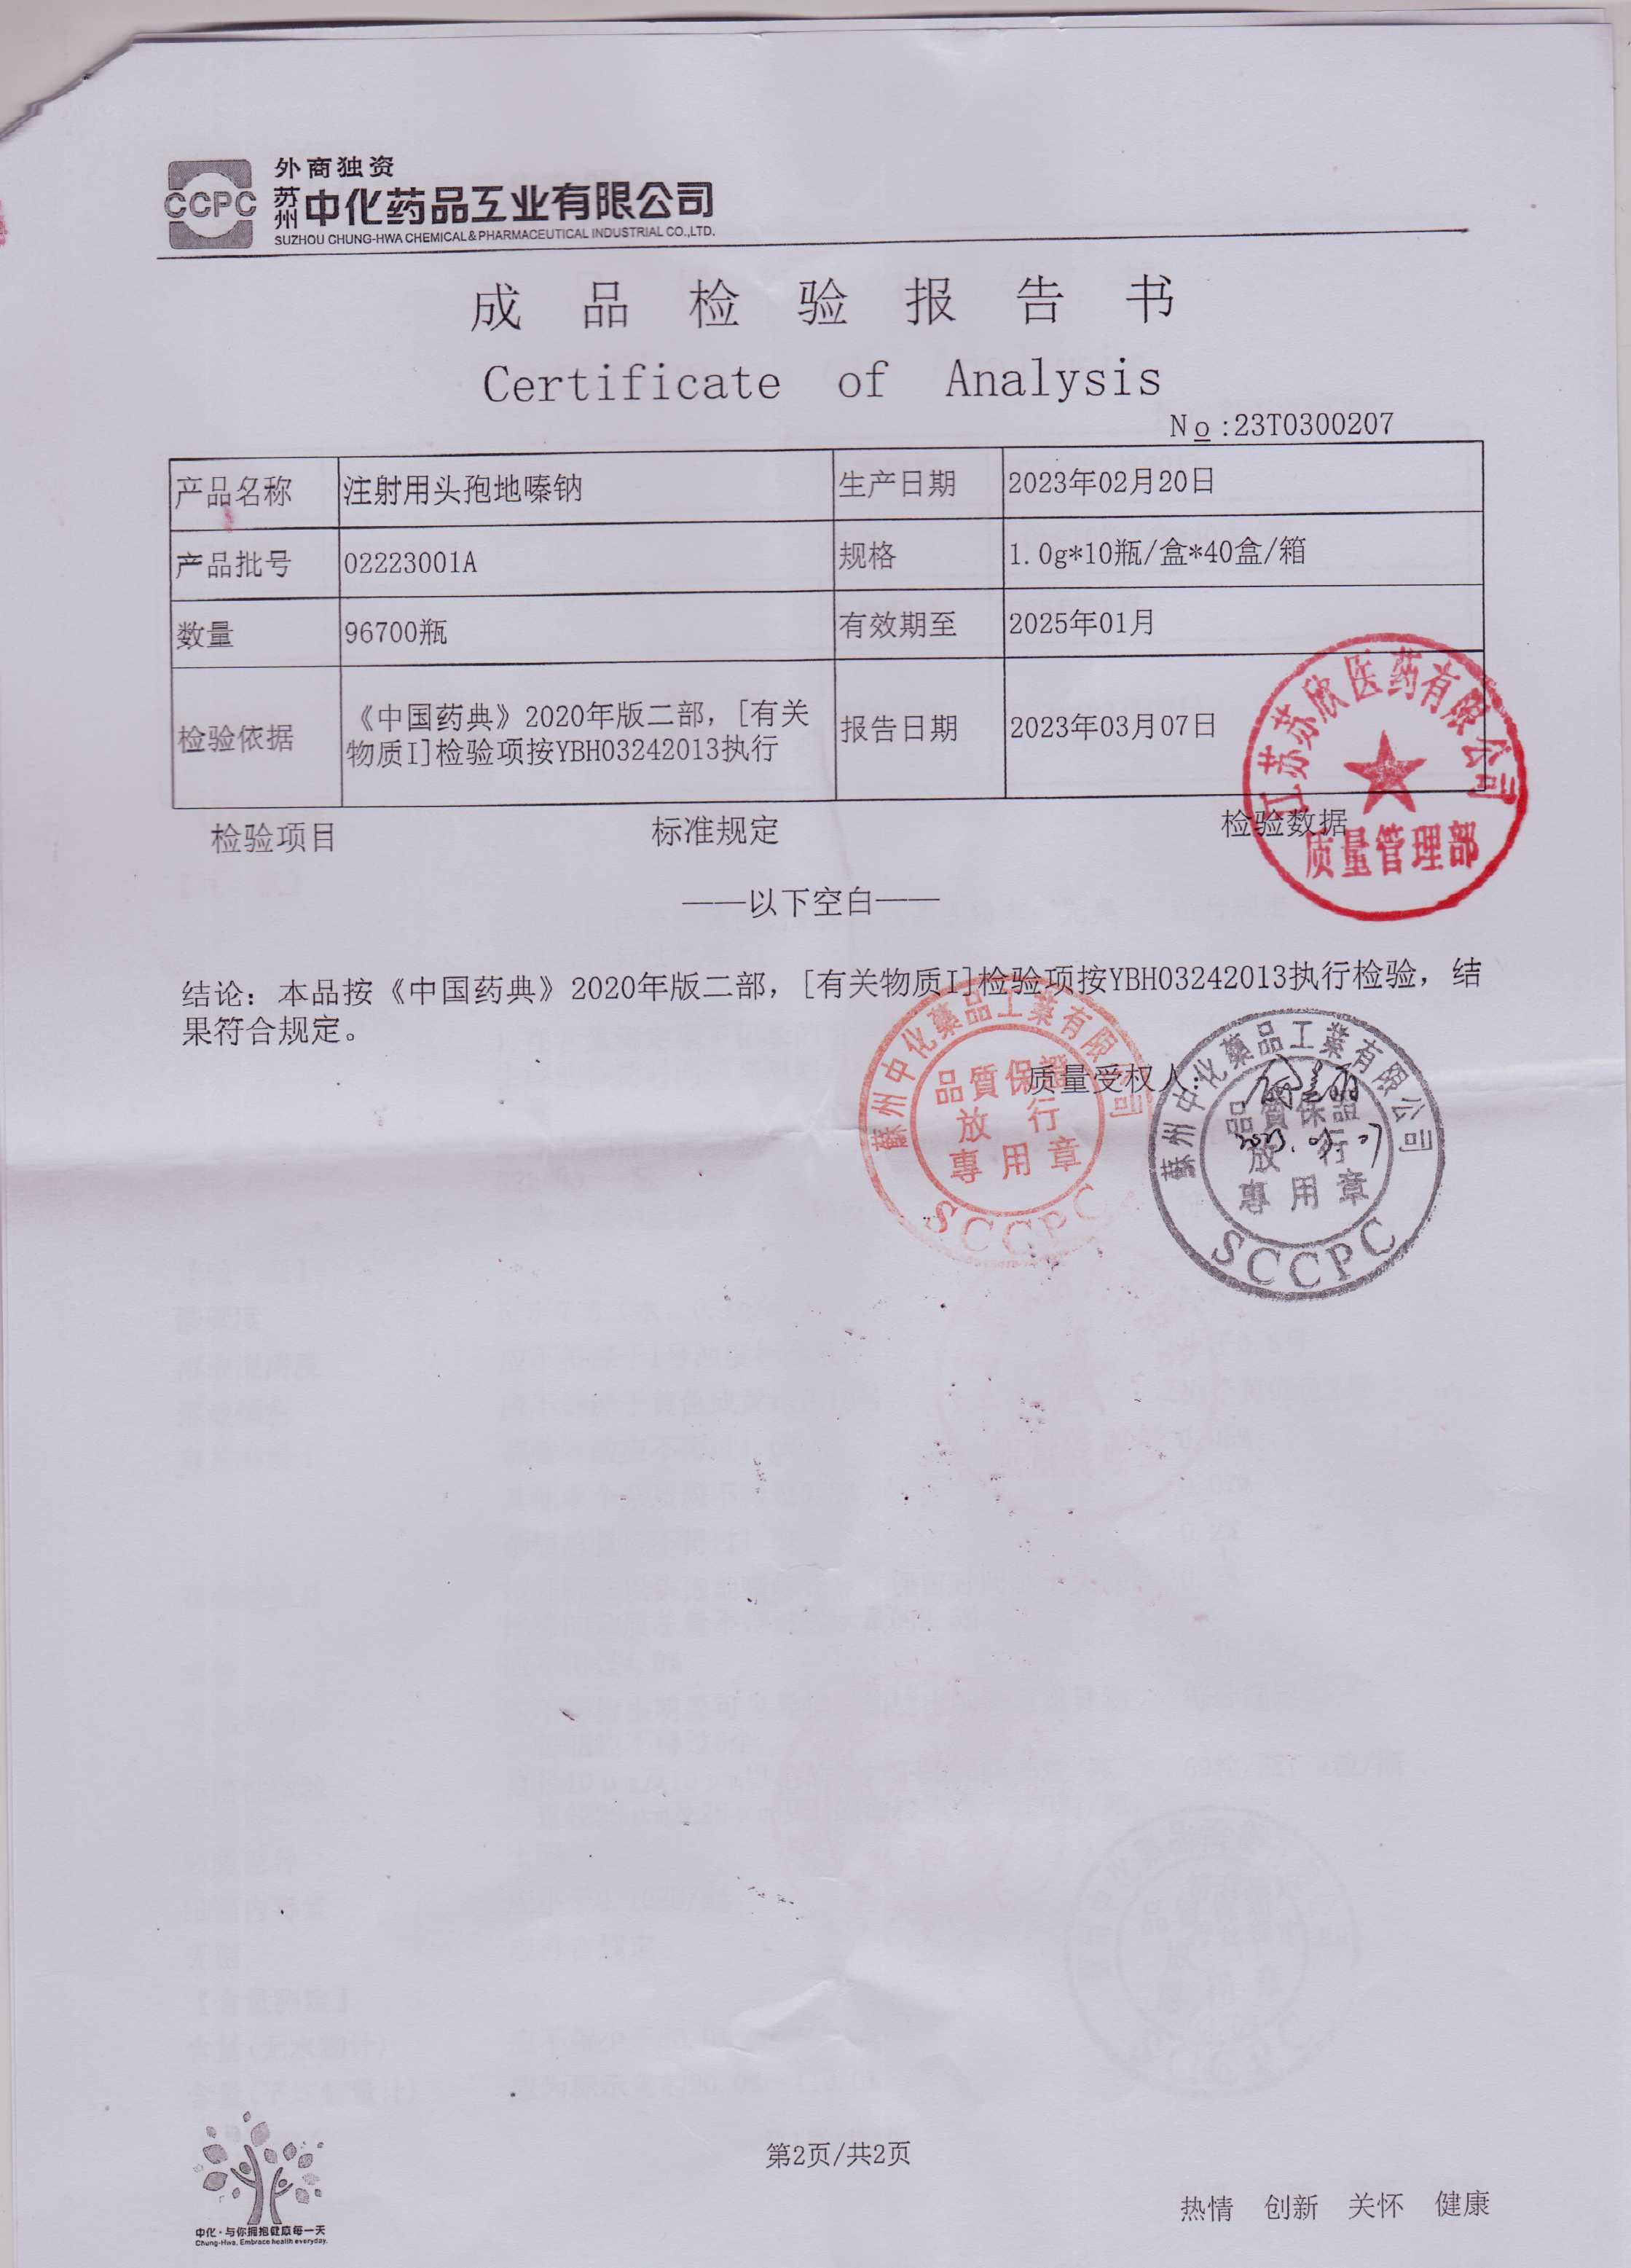 外商独资
CCPC
苏州中化药品工业有限公司
SUZHOU CHUNG-HWA CHEMICAL & PHARMACEUTICAL INDUSTRIAL CO.,LTD.
成品检验报告书
Certificate of Analysis
No:23T0300207
产品名称 注射用头孢地嗪钠 生产日期 2023年02月20日
产品批号 02223001A 规格 1.0g*10瓶/盒*40盒/箱
数量 96700瓶 有效期至 2025年01月
检验依据 《中国药典》2020年版二部，[有关
物质I]检验项按YBH03242013执行 报告日期 2023年03月07日
江苏苏欣医药有限公司
质量管理部
检验项目 标准规定 检验数据
——以下空白——
结论：本品按《中国药典》2020年版二部，[有关物质I]检验项按YBH03242013执行检验，结
果符合规定。
质量受权人：
蘇州中化藥品工業有限公司
品質保證
放行
專用章
SCCPC
蘇州中化藥品工業有限公司
品質保證
放行
專用章
SCCPC
中化·与你拥抱健康每一天
Chung-Hwa, Embrace health everyday.
第2页/共2页
热情 创新 关怀 健康